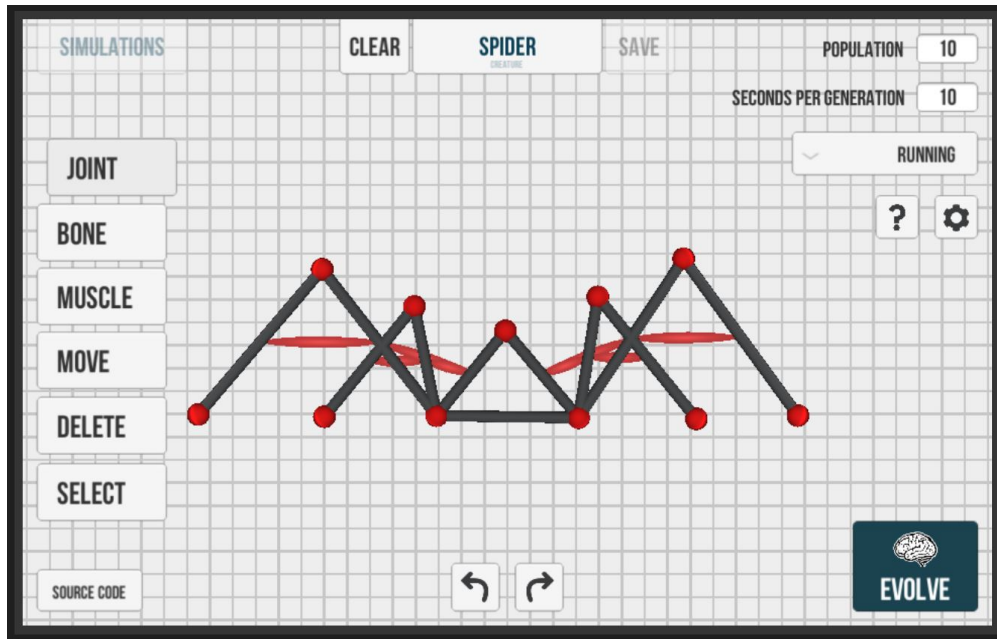 SIMULATIONS
CLEAR
SPIDER
CREATURE
SAVE
POPULATION 10
SECONDS PER GENERATION 10
RUNNING
?
JOINT
BONE
MUSCLE
MOVE
DELETE
SELECT
SOURCE CODE
EVOLVE